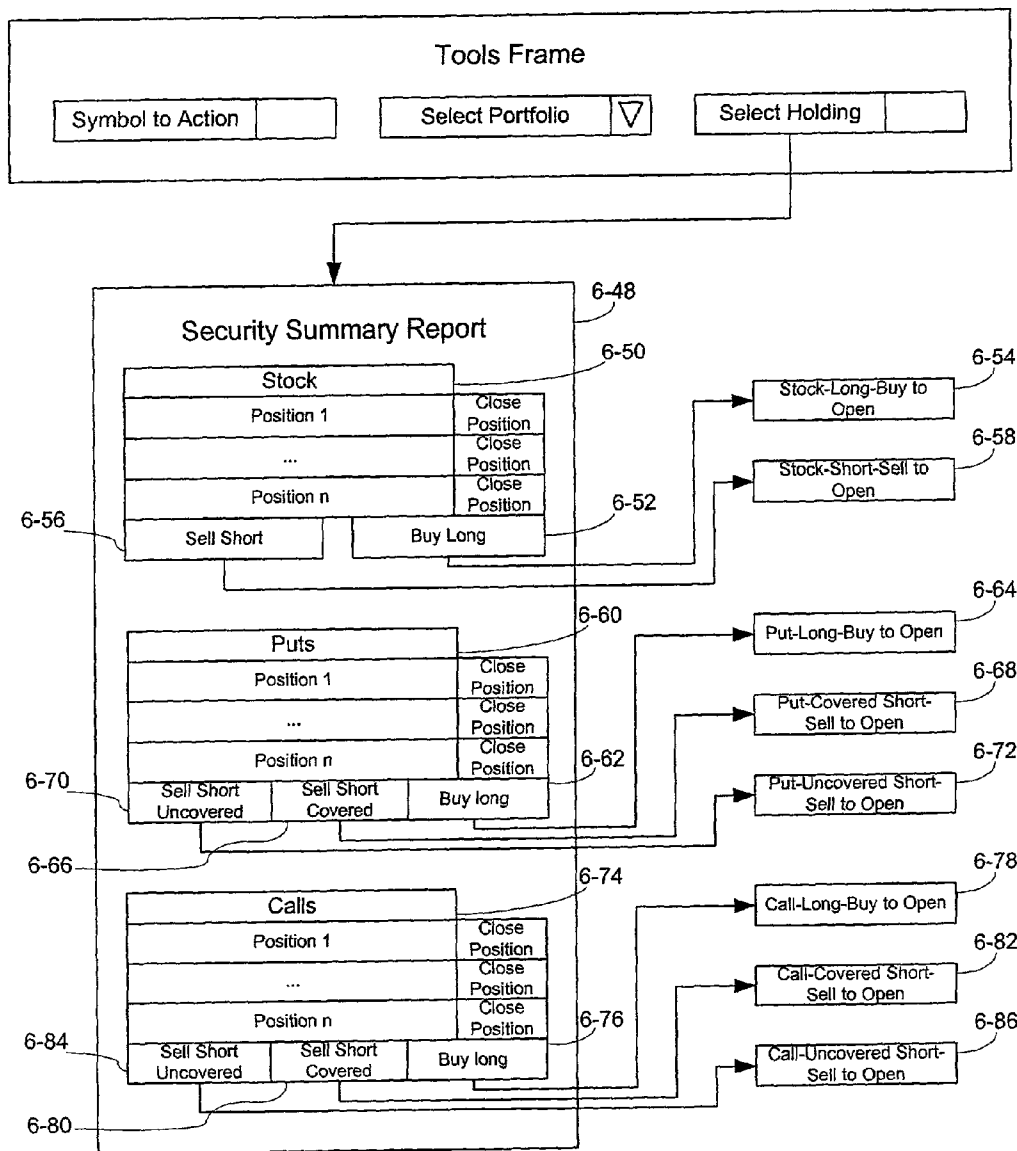 Tools Frame
Symbol to Action
Select Portfolio
Select Holding
6-48
Security Summary Report
6-50
Stock
6-54
Stock-Long-Buy to
Open
Position 1
Close
Position
...
Close
Position
6-58
Stock-Short-Sell to
Open
Position n
Close
Position
6-52
6-56
Sell Short
Buy Long
6-60
Puts
6-64
Put-Long-Buy to Open
Position 1
Close
Position
...
Close
Position
6-68
Put-Covered Short-
Sell to Open
Position n
Close
Position
6-62
6-70
Sell Short
Uncovered
Sell Short
Covered
Buy long
6-72
Put-Uncovered Short-
Sell to Open
6-66
6-74
Calls
6-78
Call-Long-Buy to Open
Position 1
Close
Position
...
Close
Position
6-82
Call-Covered Short-
Sell to Open
Position n
Close
Position
6-76
6-84
Sell Short
Uncovered
Sell Short
Covered
Buy long
6-86
Call-Uncovered Short-
Sell to Open
6-80